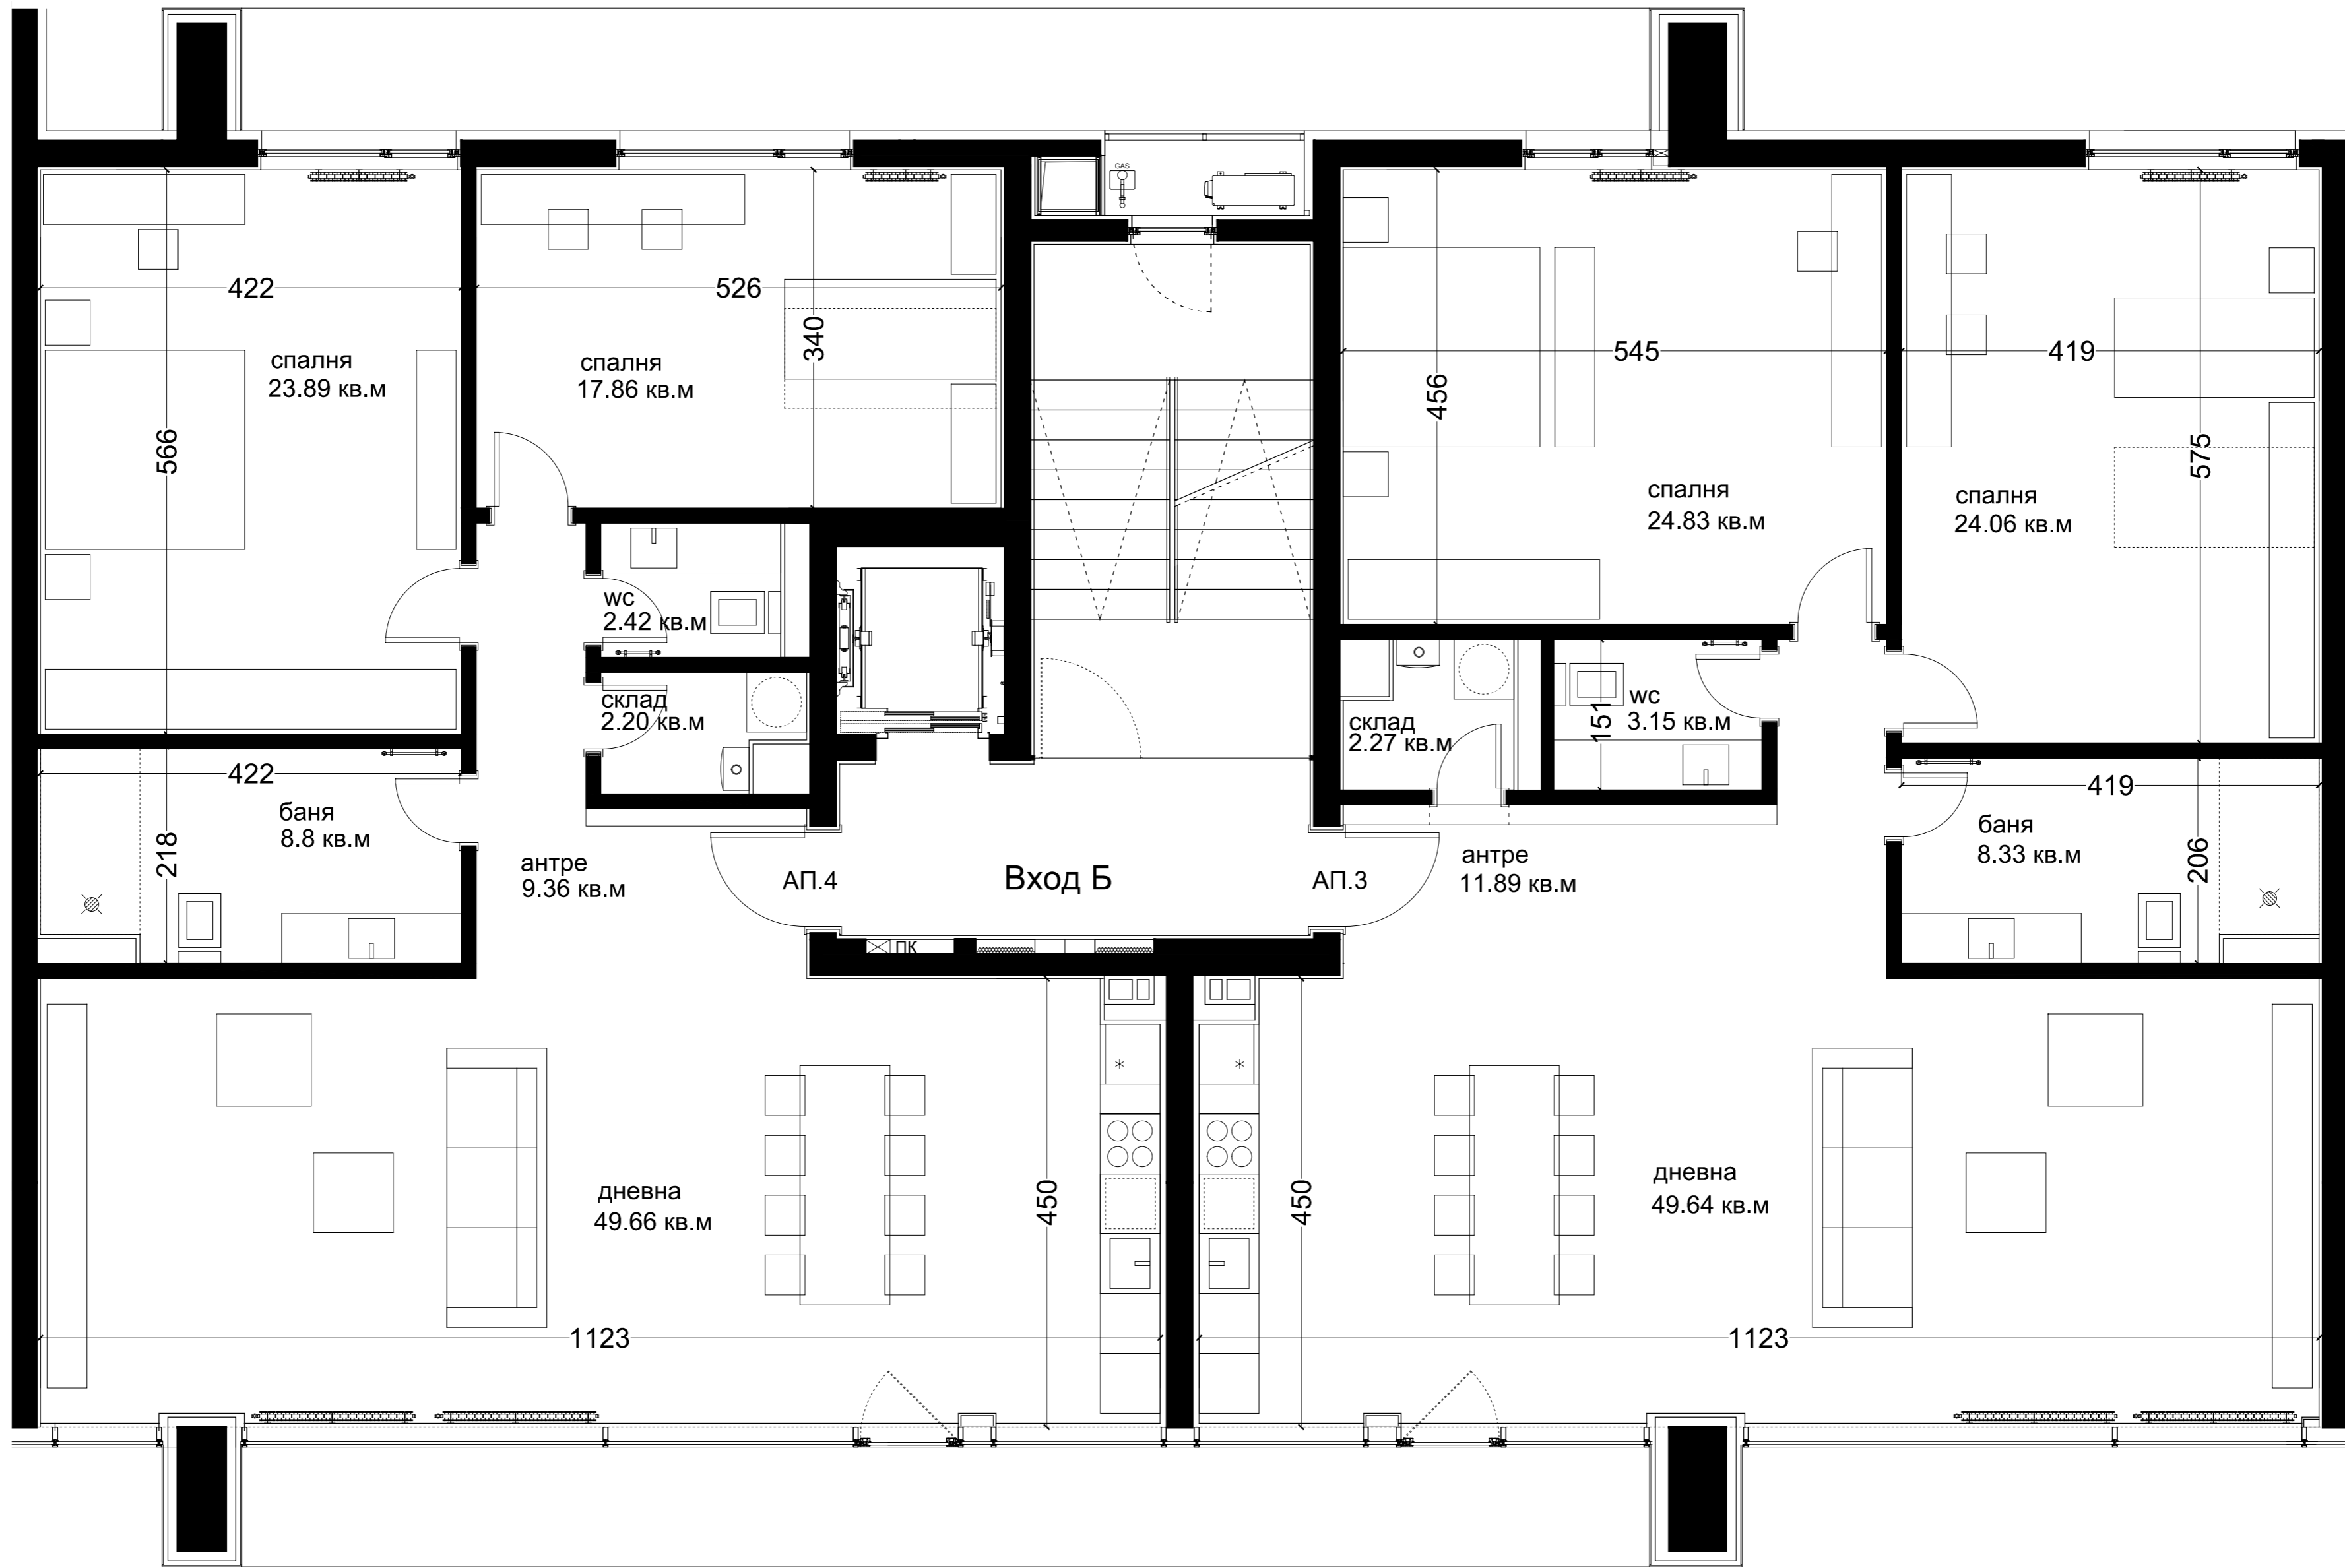 GAS
422
526
340
спалня
23.89 кв.м
спалня
17.86 кв.м
566
545
419
456
575
спалня
24.83 кв.м
спалня
24.06 кв.м
wc
2.42 кв.м
склад
2.20 кв.м
склад
2.27 кв.м
151
wc
3.15 кв.м
422
баня
8.8 кв.м
218
419
баня
8.33 кв.м
206
антре
9.36 кв.м
АП.4
Вход Б
АП.3
антре
11.89 кв.м
ПК
дневна
49.66 кв.м
450
450
дневна
49.64 кв.м
1123
1123